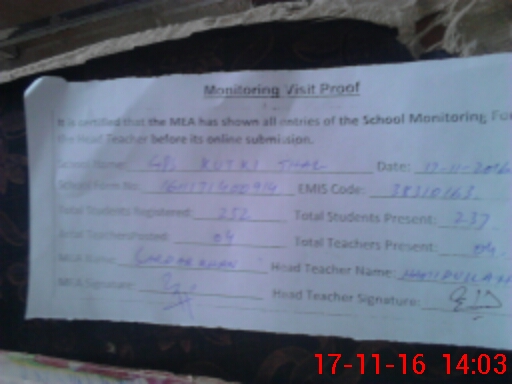 Monitoring Visit Proof
It is certified that the MEA has shown all entries of the School Monitoring
the Head Teacher before its online submission.
School Name: Date: 17-11-2016
School Form No: EMIS Code: 38310163
Total Students Registered: 252 Total Students Present: 237
Total Teachers Posted: 04 Total Teachers Present: 04
MEA Name: KHAN Head Teacher Name:
MEA Signature: Head Teacher Signature:
17-11-16 14:03